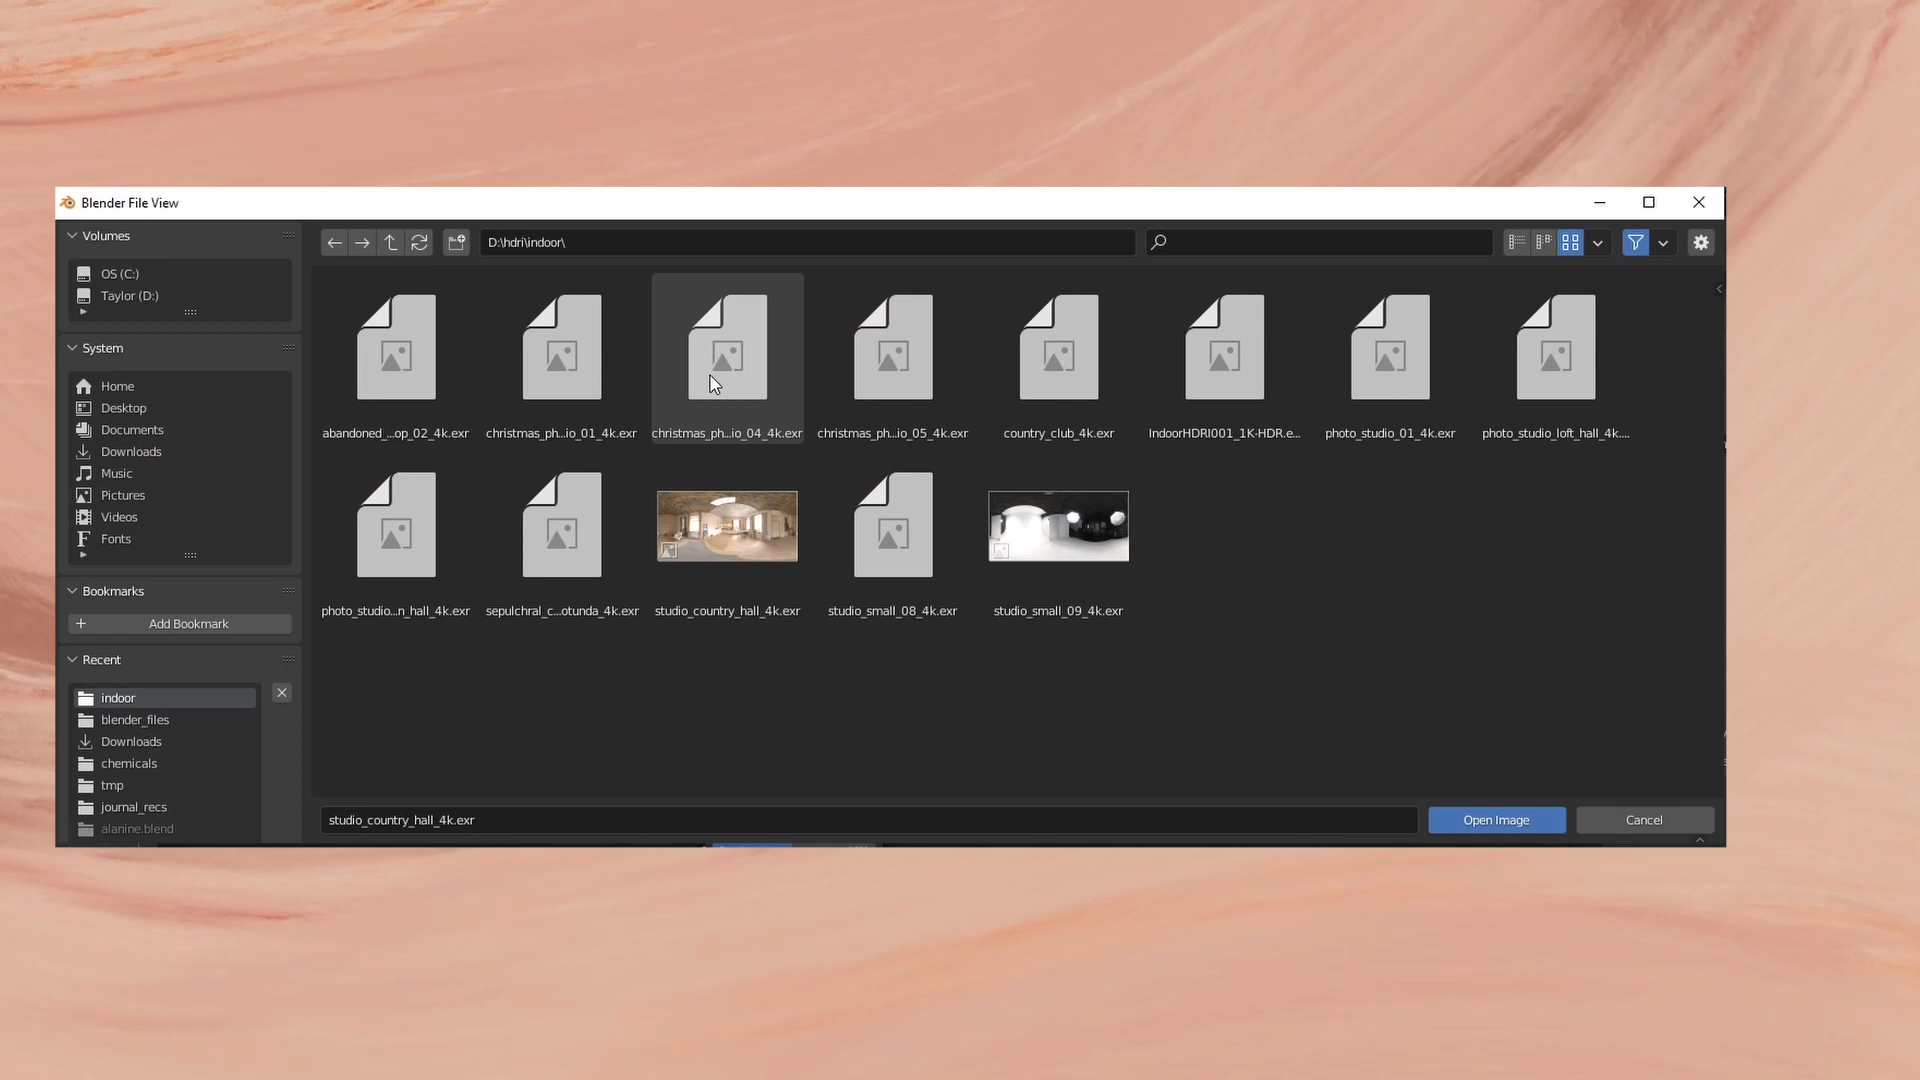 Blender File View
Volumes
OS (C:)
Taylor (D:)
System
Home
Desktop
Documents
Downloads
Music
Pictures
Videos
Fonts
Bookmarks
Add Bookmark
Recent
indoor
blender_files
Downloads
chemicals
tmp
journal_recs
alanine.blend
D:\hdri\indoor\
abandoned_...op_02_4k.exr
christmas_ph...io_01_4k.exr
christmas_ph...io_04_4k.exr
christmas_ph...io_05_4k.exr
country_club_4k.exr
IndoorHDRI001_1K-HDR.e...
photo_studio_01_4k.exr
photo_studio_loft_hall_4k....
photo_studio...n_hall_4k.exr
sepulchral_c...otunda_4k.exr
studio_country_hall_4k.exr
studio_small_08_4k.exr
studio_small_09_4k.exr
studio_country_hall_4k.exr
Open Image
Cancel